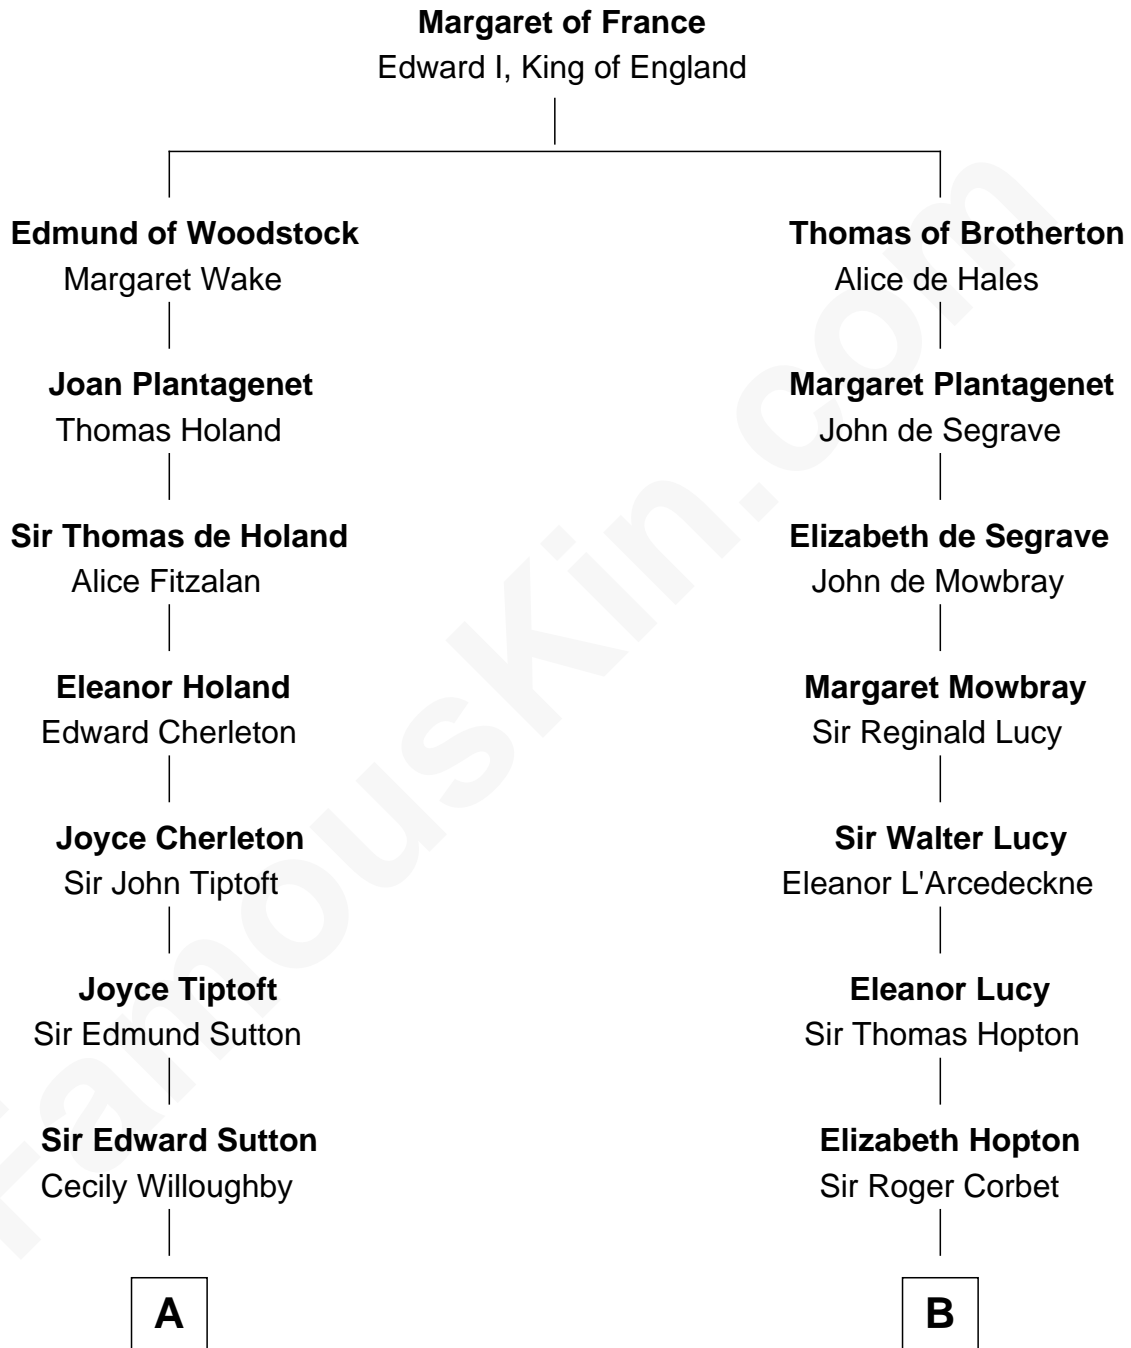 Margaret of France
Edward I, King of England
Edmund of Woodstock
Margaret Wake
Thomas of Brotherton
Alice de Hales
Joan Plantagenet
Thomas Holand
Margaret Plantagenet
John de Segrave
Sir Thomas de Holand
Alice Fitzalan
Elizabeth de Segrave
John de Mowbray
Eleanor Holand
Edward Cherleton
Margaret Mowbray
Sir Reginald Lucy
Joyce Cherleton
Sir John Tiptoft
Sir Walter Lucy
Eleanor L'Arcedeckne
Joyce Tiptoft
Sir Edmund Sutton
Eleanor Lucy
Sir Thomas Hopton
Sir Edward Sutton
Cecily Willoughby
Elizabeth Hopton
Sir Roger Corbet
A
B
FamousKin.com